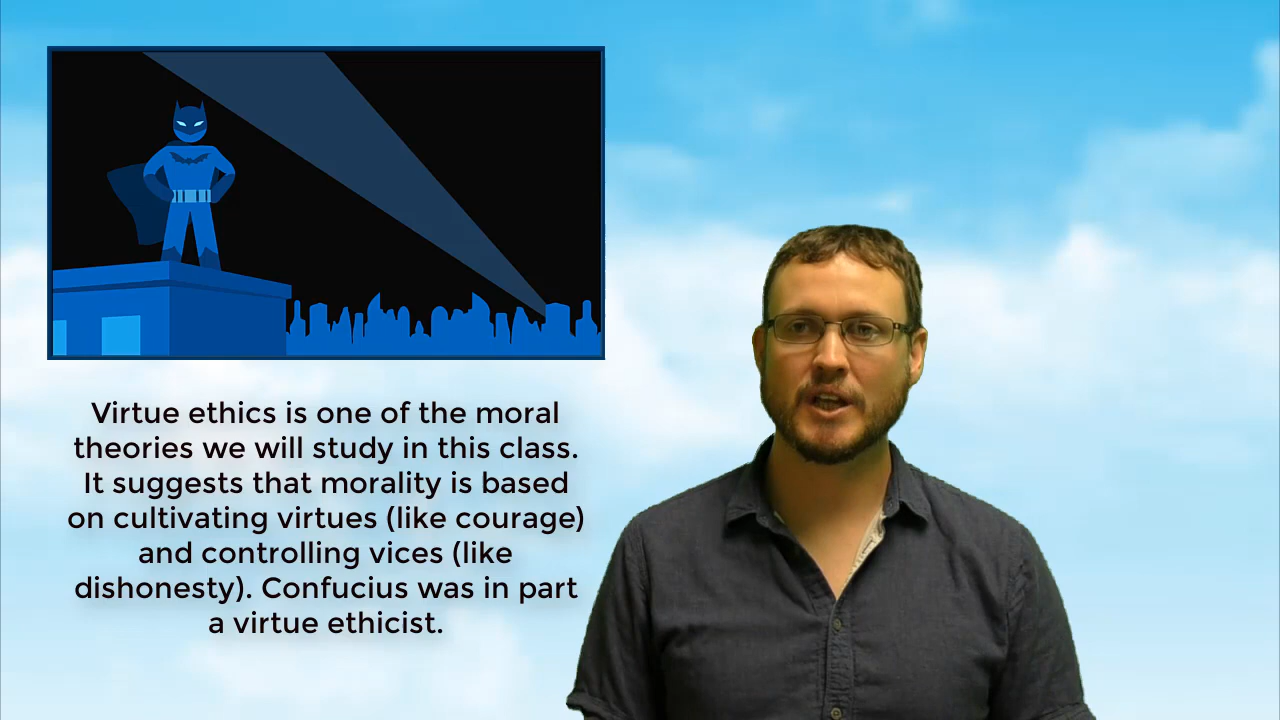 Virtue ethics is one of the moral
theories we will study in this class.
It suggests that morality is based
on cultivating virtues (like courage)
and controlling vices (like
dishonesty). Confucius was in part
a virtue ethicist.